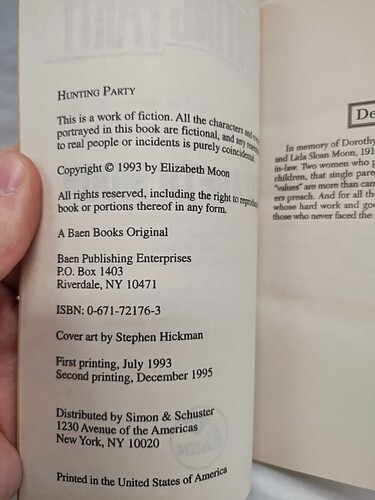 HUNTING PARTY
This is a work of fiction. All the characters and
portrayed in this book are fictional, and any
to real people or incidents is purely coincidental.
Copyright © 1993 by Elizabeth Moon
All rights reserved, including the right to reproduce
book or portions thereof in any form.
A Baen Books Original
Baen Publishing Enterprises
P.O. Box 1403
Riverdale, NY 10471
ISBN: 0-671-72176-3
Cover art by Stephen Hickman
First printing, July 1993
Second printing, December 1995
Distributed by Simon & Schuster
1230 Avenue of the Americas
New York, NY 10020
Printed in the United States of America
De
In memory of Dorothy
and Lida Sloan Moon, 191
in-law. Two women who p
children, that single pare
"values" are more than can
ers preach. And for all the
whose hard work and goo
those who never faced the